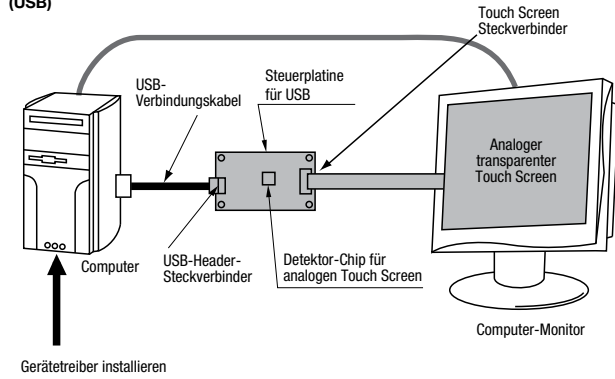 (USB)
Touch Screen
Steckverbinder
USB-
Verbindungskabel
Steuerplatine
für USB
Analoger
transparenter
Touch Screen
Computer
USB-Header-
Steckverbinder
Detektor-Chip für
analogen Touch Screen
Computer-Monitor
Gerätetreiber installieren